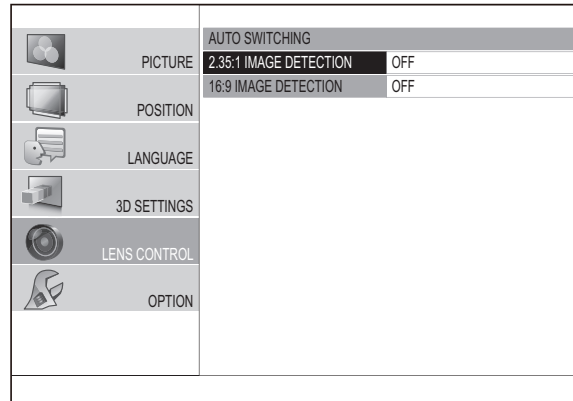 PICTURE
POSITION
LANGUAGE
3D SETTINGS
LENS CONTROL
OPTION
AUTO SWITCHING
2.35:1 IMAGE DETECTION OFF
16:9 IMAGE DETECTION OFF